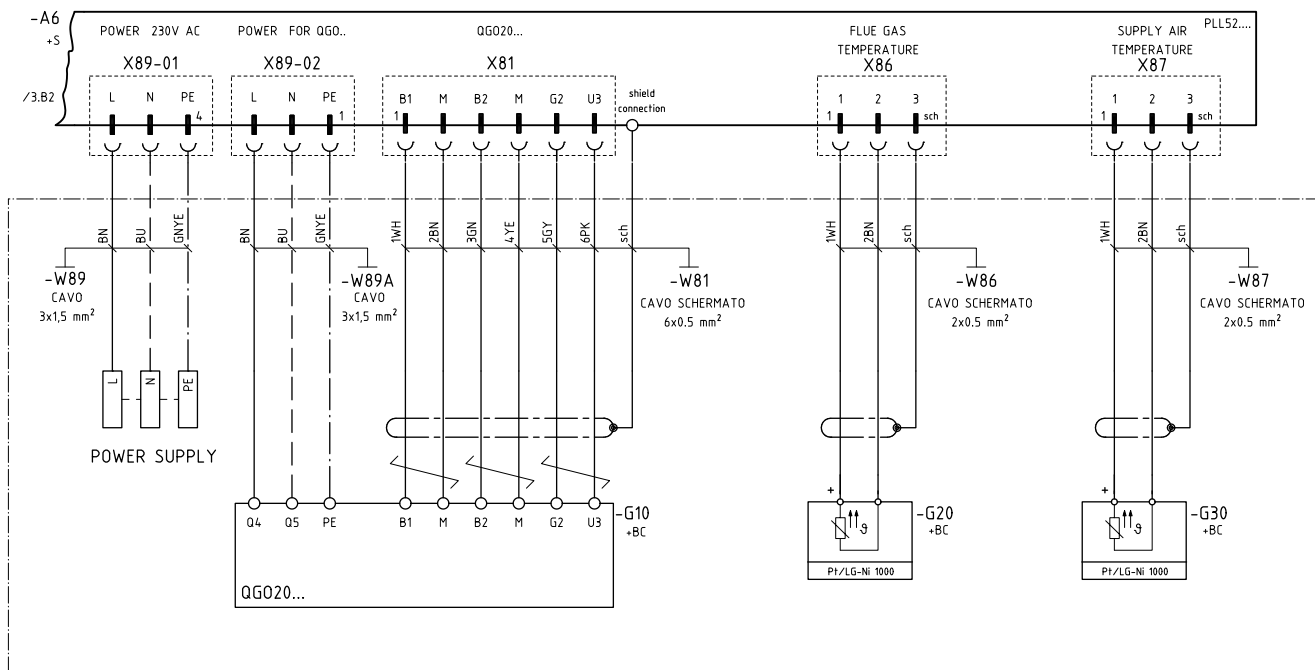 -A6
+S
/3.B2
POWER 230V AC
X89-01
L N PE
4
POWER FOR QGO..
X89-02
L N PE
1
QGO20...
X81
1
B1 M B2 M G2 U3
shield
connection
FLUE GAS
TEMPERATURE
X86
1 2 3
1
sch
SUPPLY AIR
TEMPERATURE
X87
1 2 3
1
sch
PLL52....
BN
BU
GNYE
-W89
CAVO
3x1,5 mm²
BN
BU
GNYE
-W89A
CAVO
3x1,5 mm²
1WH
2BN
3GN
4YE
5GY
6PK
sch
-W81
CAVO SCHERMATO
6x0.5 mm²
1WH
2BN
sch
-W86
CAVO SCHERMATO
2x0.5 mm²
1WH
2BN
sch
-W87
CAVO SCHERMATO
2x0.5 mm²
L
N
PE
POWER SUPPLY
Q4 Q5 PE B1 M B2 M G2 U3
-G10
+BC
QGO20...
+
ϑ
-G20
+BC
Pt/LG-Ni 1000
+
ϑ
-G30
+BC
Pt/LG-Ni 1000